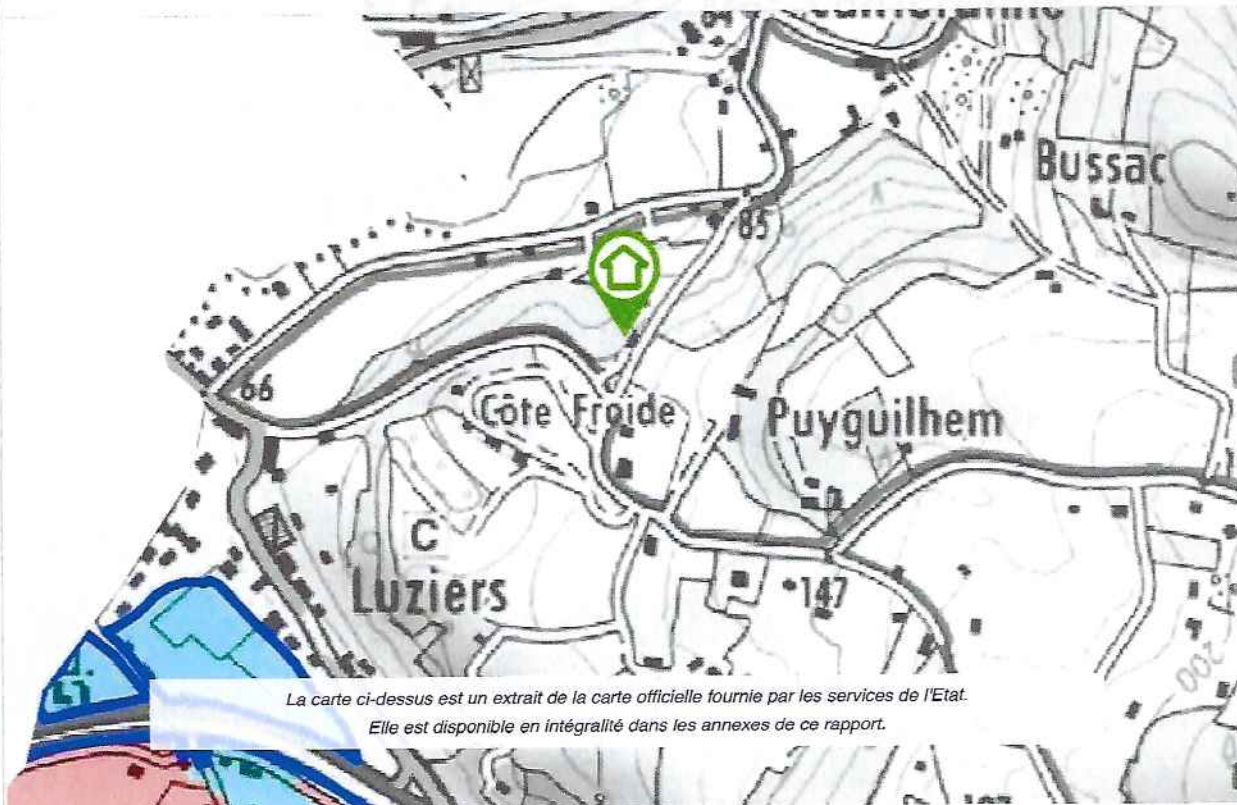 Bussac
85
66
Côte Froide
Puyguilhem
C
Luziers
147
200
La carte ci-dessus est un extrait de la carte officielle fournie par les services de l'Etat.
Elle est disponible en intégralité dans les annexes de ce rapport.